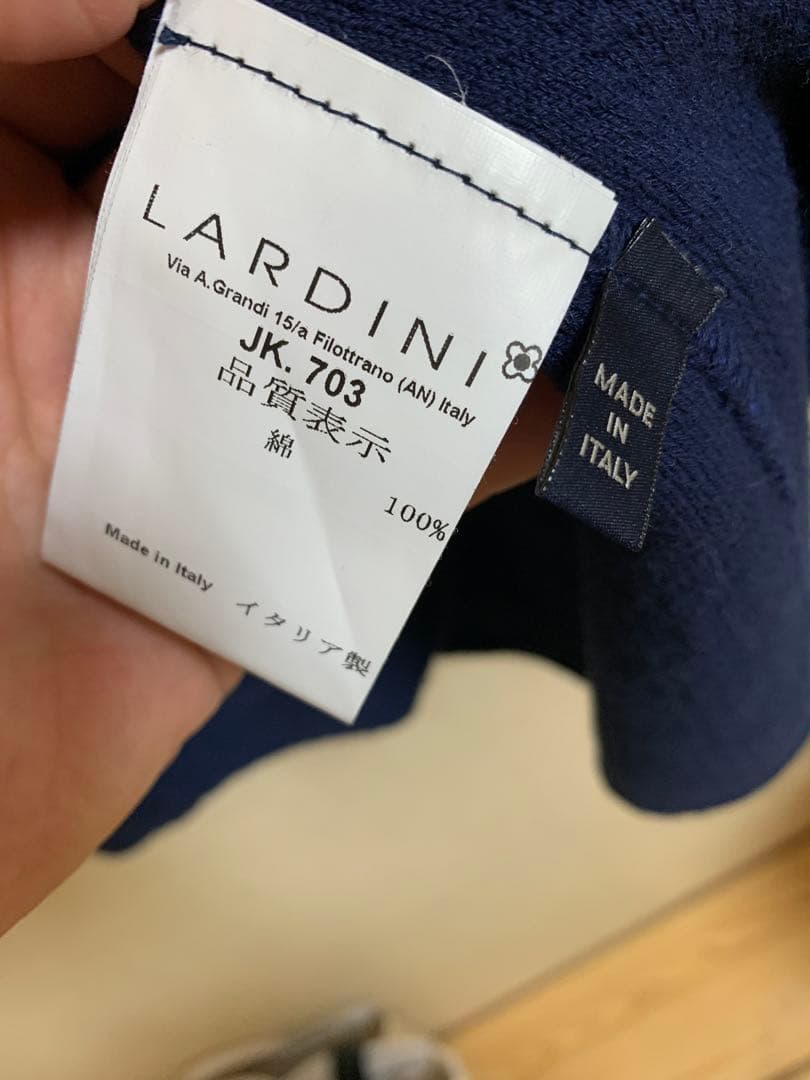 LARDINI
Via A.Grandi 15/a Filottrano (AN) Italy
JK. 703
品質表示
綿
100%
Made in Italy イタリア製
MADE
IN
ITALY